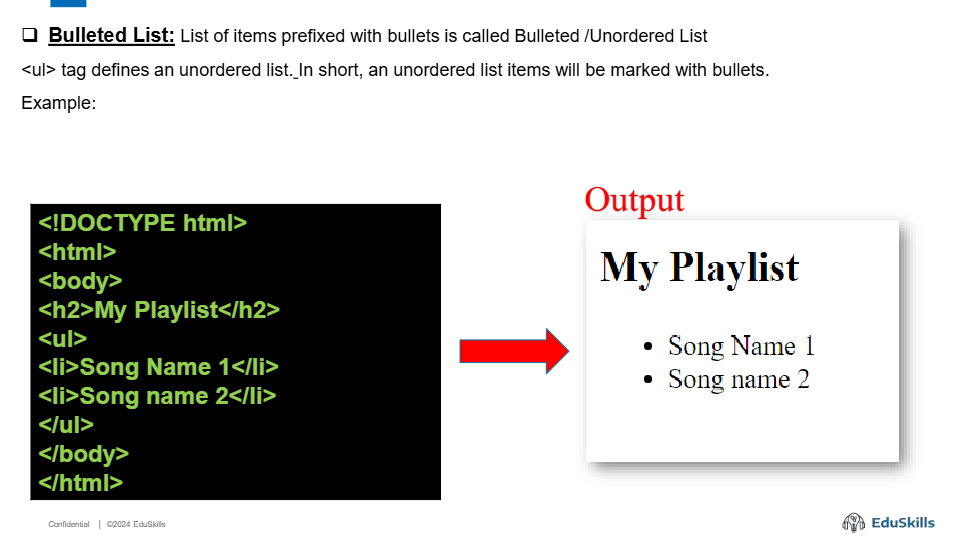 ❑ Bulleted List: List of items prefixed with bullets is called Bulleted /Unordered List
<ul> tag defines an unordered list. In short, an unordered list items will be marked with bullets.
Example:
<!DOCTYPE html>
<html>
<body>
<h2>My Playlist</h2>
<ul>
<li>Song Name 1</li>
<li>Song name 2</li>
</ul>
</body>
</html>
Output
My Playlist
• Song Name 1
• Song name 2
Confidential | ©2024 EduSkills
EduSkills